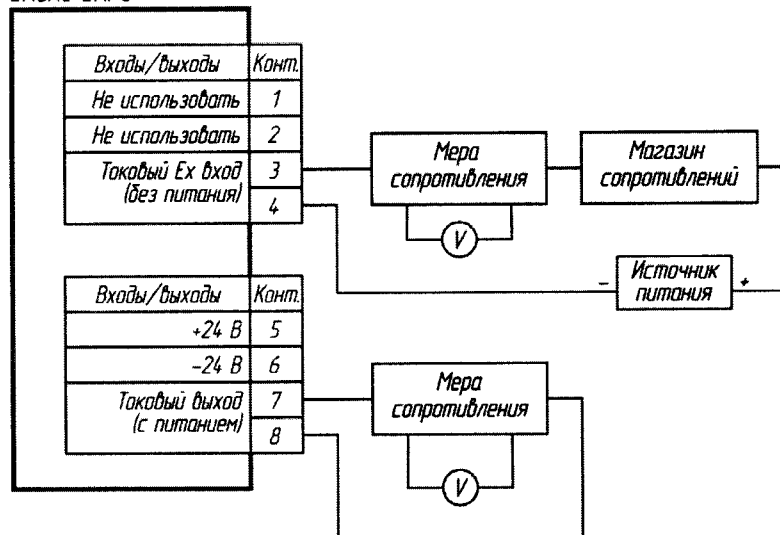 Входы/выходы Конт.
Не использовать 1
Не использовать 2
Токовый Ex вход 3
(без питания) 4
Мера
сопротивления
Магазин
сопротивлений
V
Источник
питания
− +
Входы/выходы Конт.
+24 В 5
−24 В 6
Токовый выход 7
(с питанием) 8
Мера
сопротивления
V